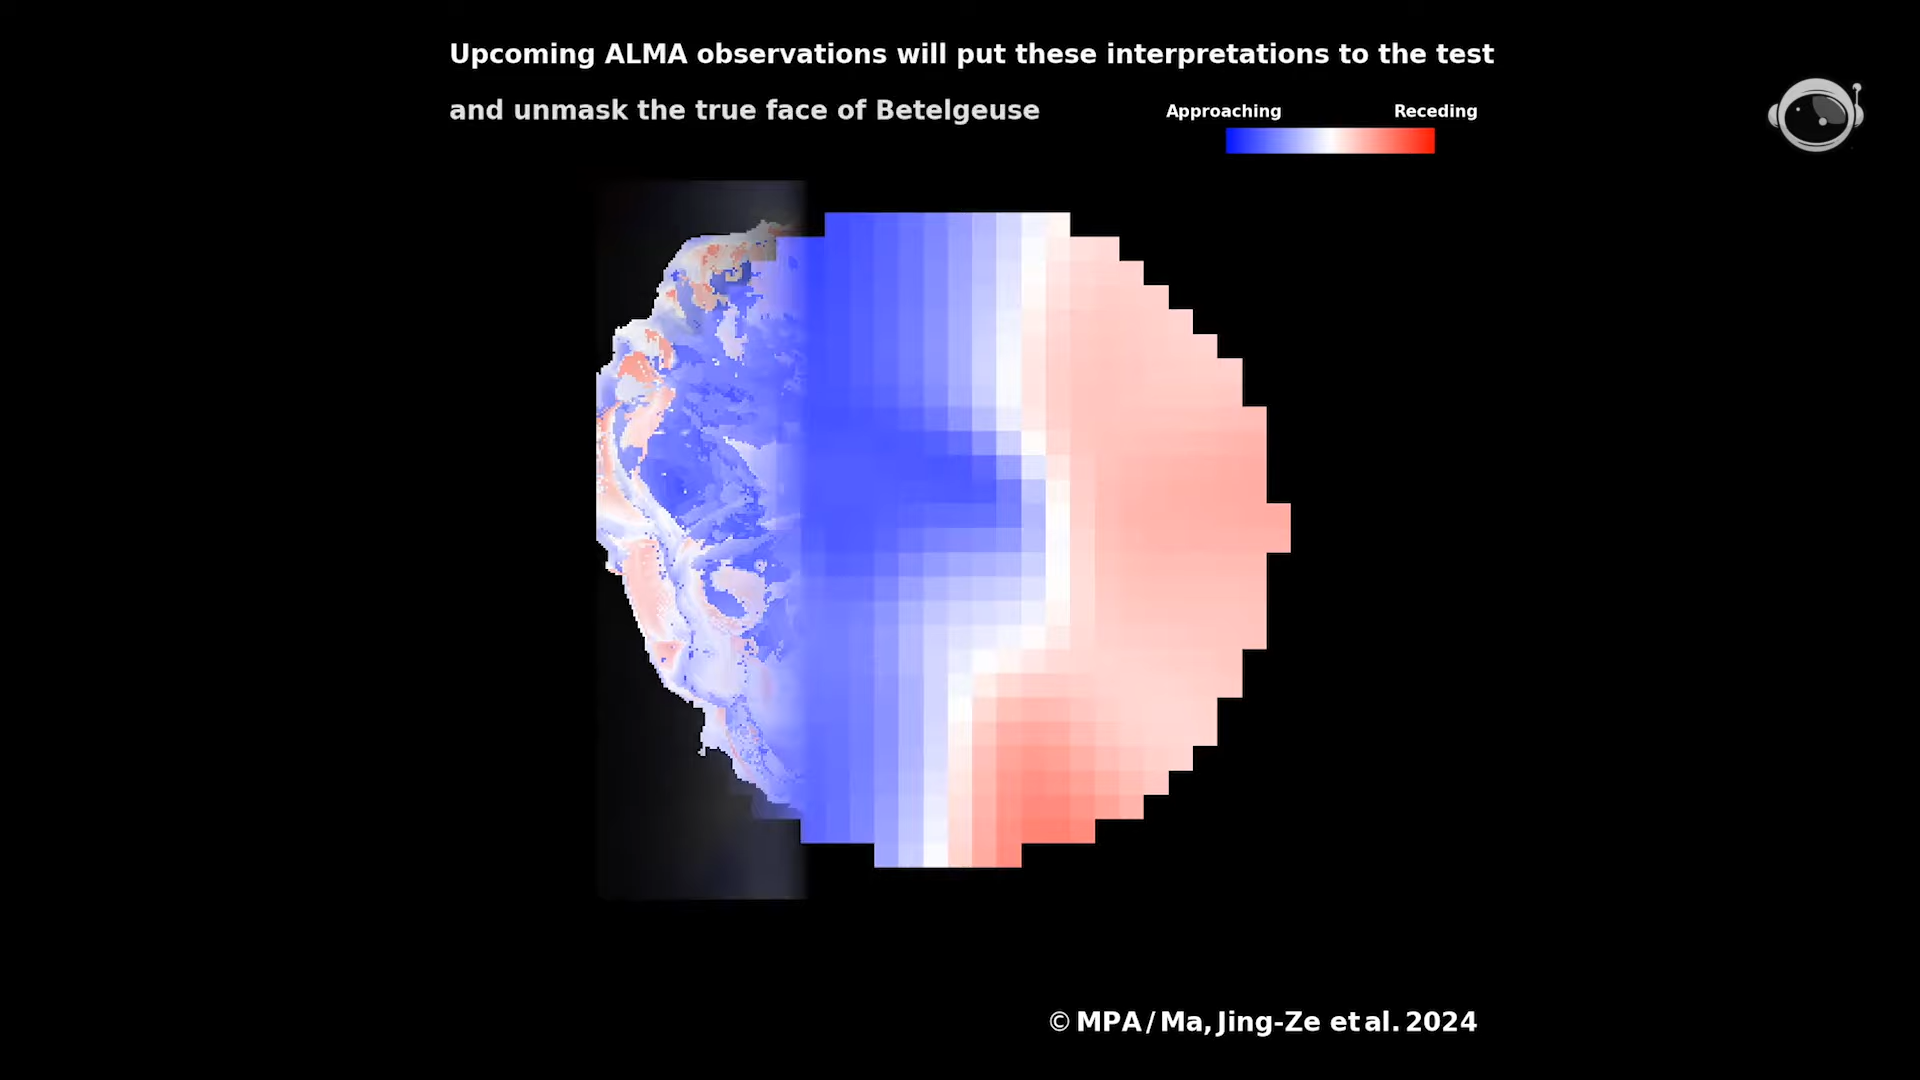 Upcoming ALMA observations will put these interpretations to the test
and unmask the true face of Betelgeuse
Approaching Receding
© MPA/Ma, Jing-Ze et al. 2024